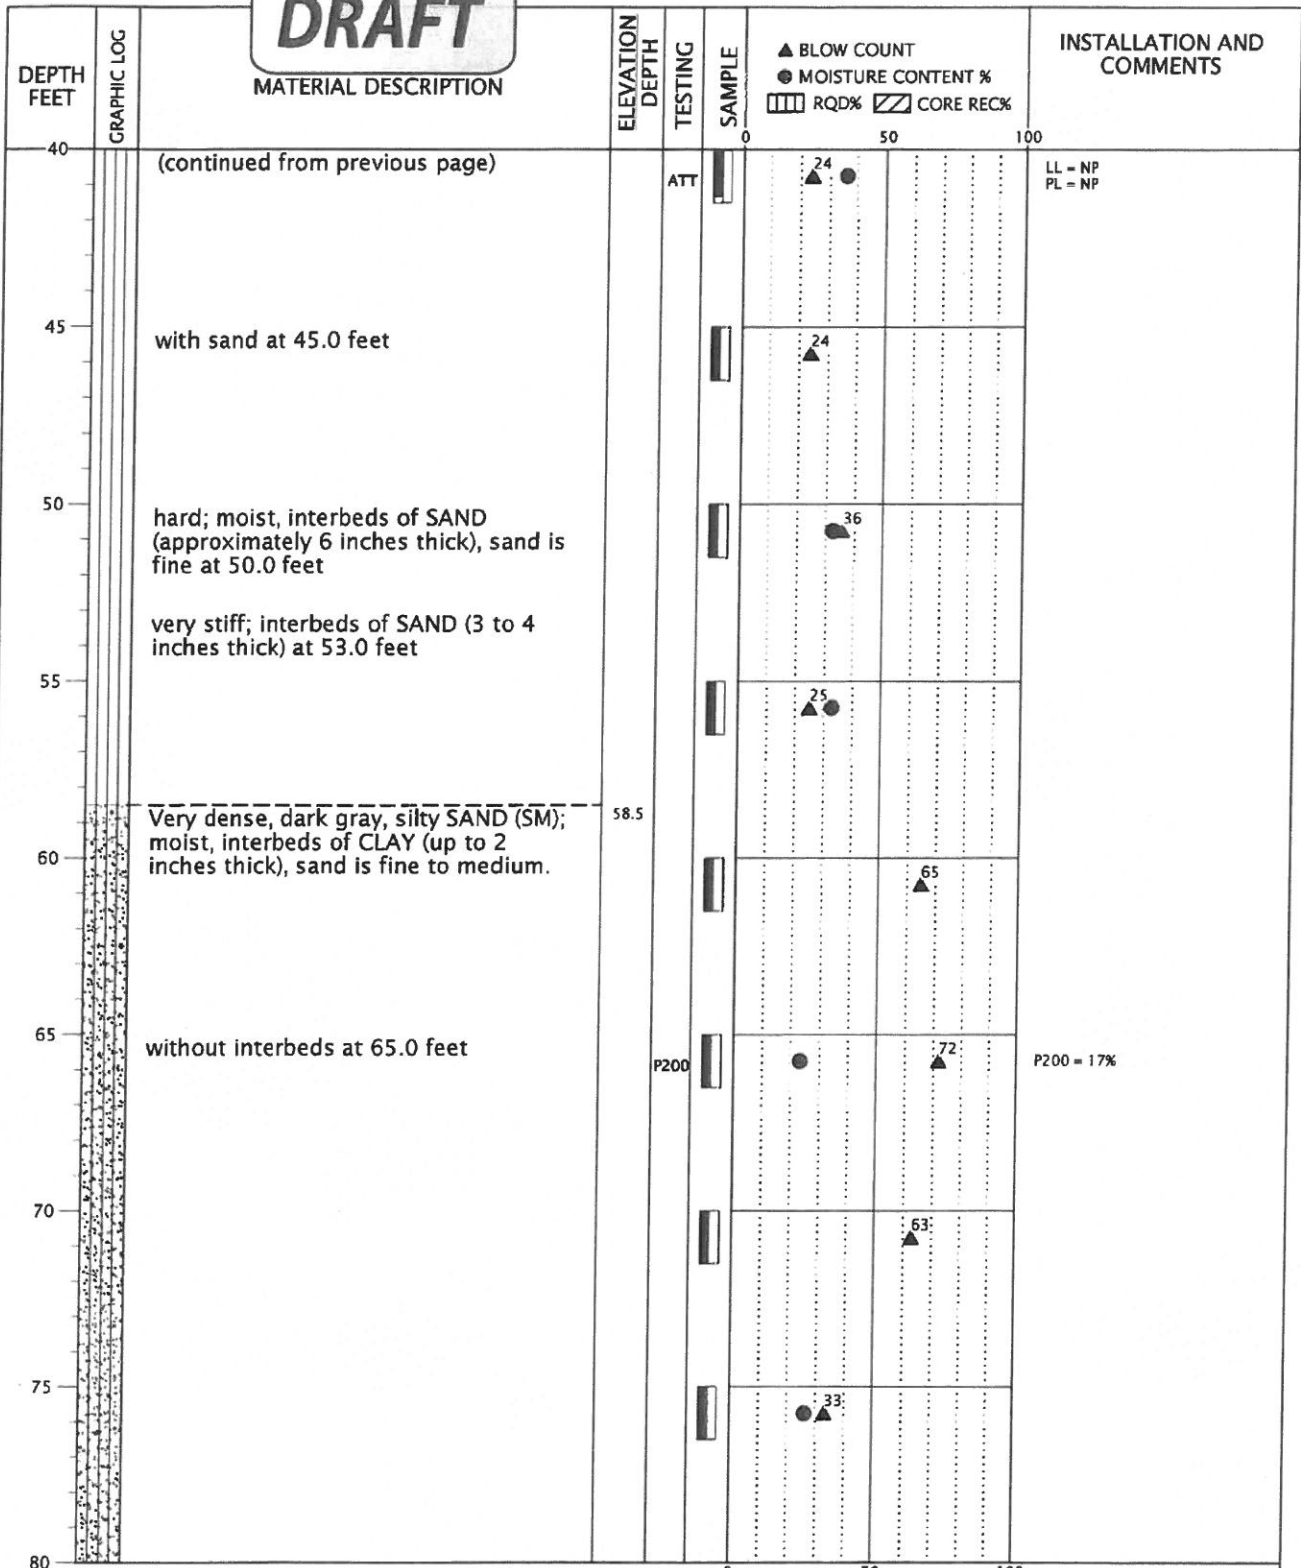 DRAFT
DEPTH
FEET
GRAPHIC LOG
MATERIAL DESCRIPTION
ELEVATION
DEPTH
TESTING
SAMPLE
▲ BLOW COUNT
● MOISTURE CONTENT %
RQD% CORE REC%
0 50 100
INSTALLATION AND
COMMENTS
40
(continued from previous page)
ATT
24
LL = NP
PL = NP
45
with sand at 45.0 feet
24
50
hard; moist, interbeds of SAND
(approximately 6 inches thick), sand is
fine at 50.0 feet
36
very stiff; interbeds of SAND (3 to 4
inches thick) at 53.0 feet
55
25
Very dense, dark gray, silty SAND (SM);
moist, interbeds of CLAY (up to 2
inches thick), sand is fine to medium.
58.5
60
65
65
without interbeds at 65.0 feet
P200
72
P200 = 17%
70
63
75
33
80
0 50 100